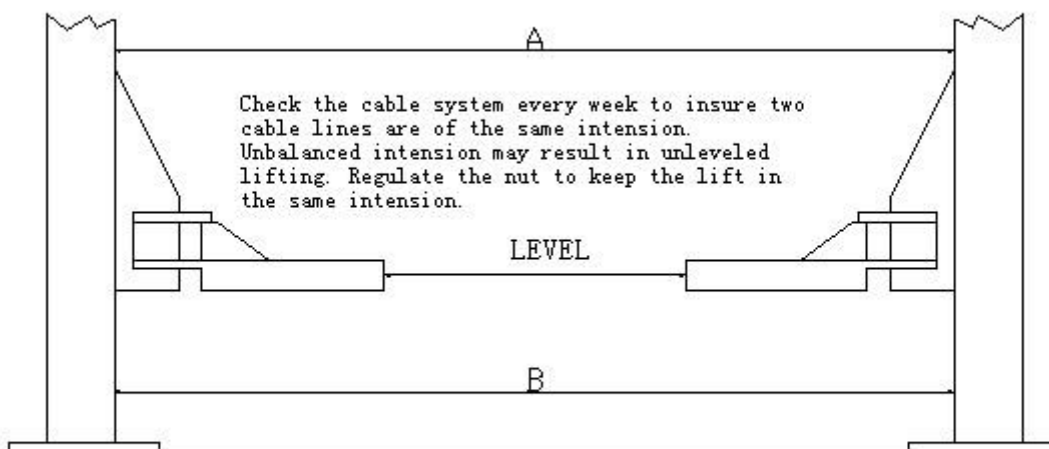 A
Check the cable system every week to insure two
cable lines are of the same intension.
Unbalanced intension may result in unleveled
lifting. Regulate the nut to keep the lift in
the same intension.
LEVEL
B